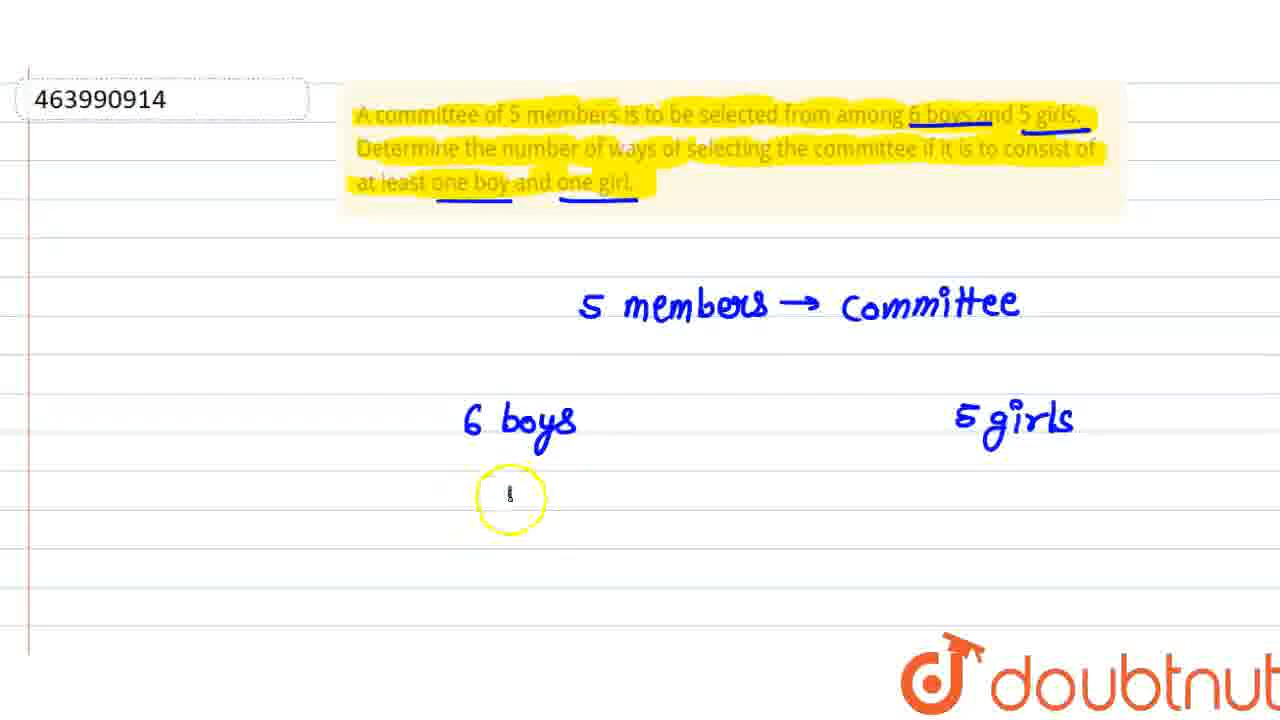 463990914
A committee of 5 members is to be selected from among 6 boys and 5 girls.
Determine the number of ways of selecting the committee if it is to consist of
at least one boy and one girl.
5 members → committee
6 boys 5 girls
doubtnut